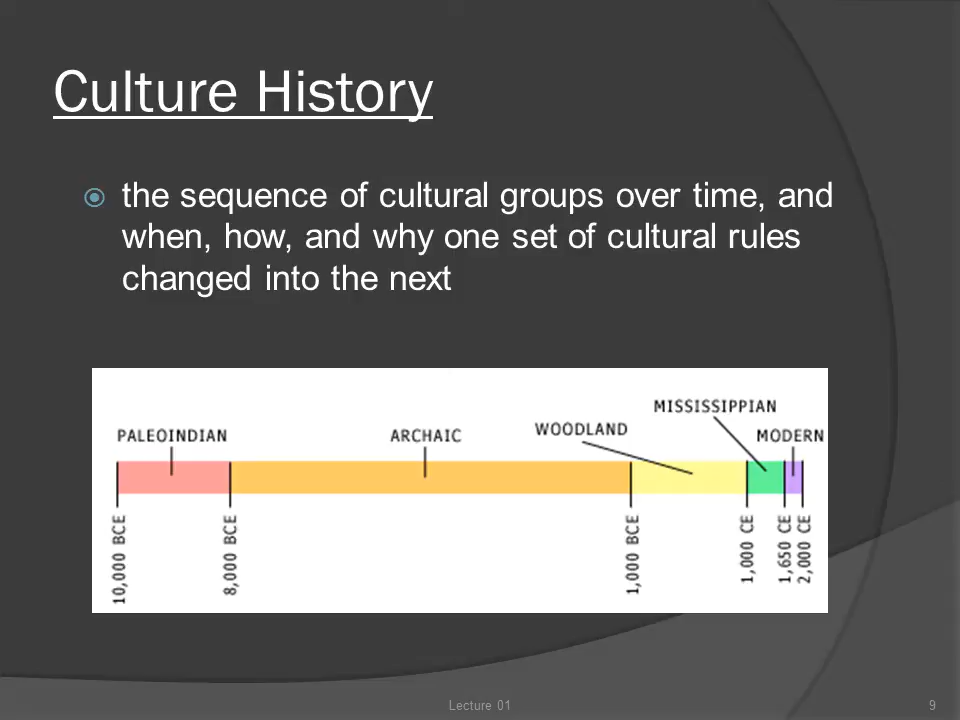 Culture History
the sequence of cultural groups over time, and
when, how, and why one set of cultural rules
changed into the next
MISSISSIPPIAN
PALEOINDIAN ARCHAIC WOODLAND MODERN
10,000 BCE 8,000 BCE 1,000 BCE 1,000 CE 1,650 CE 2,000 CE
Lecture 01 9